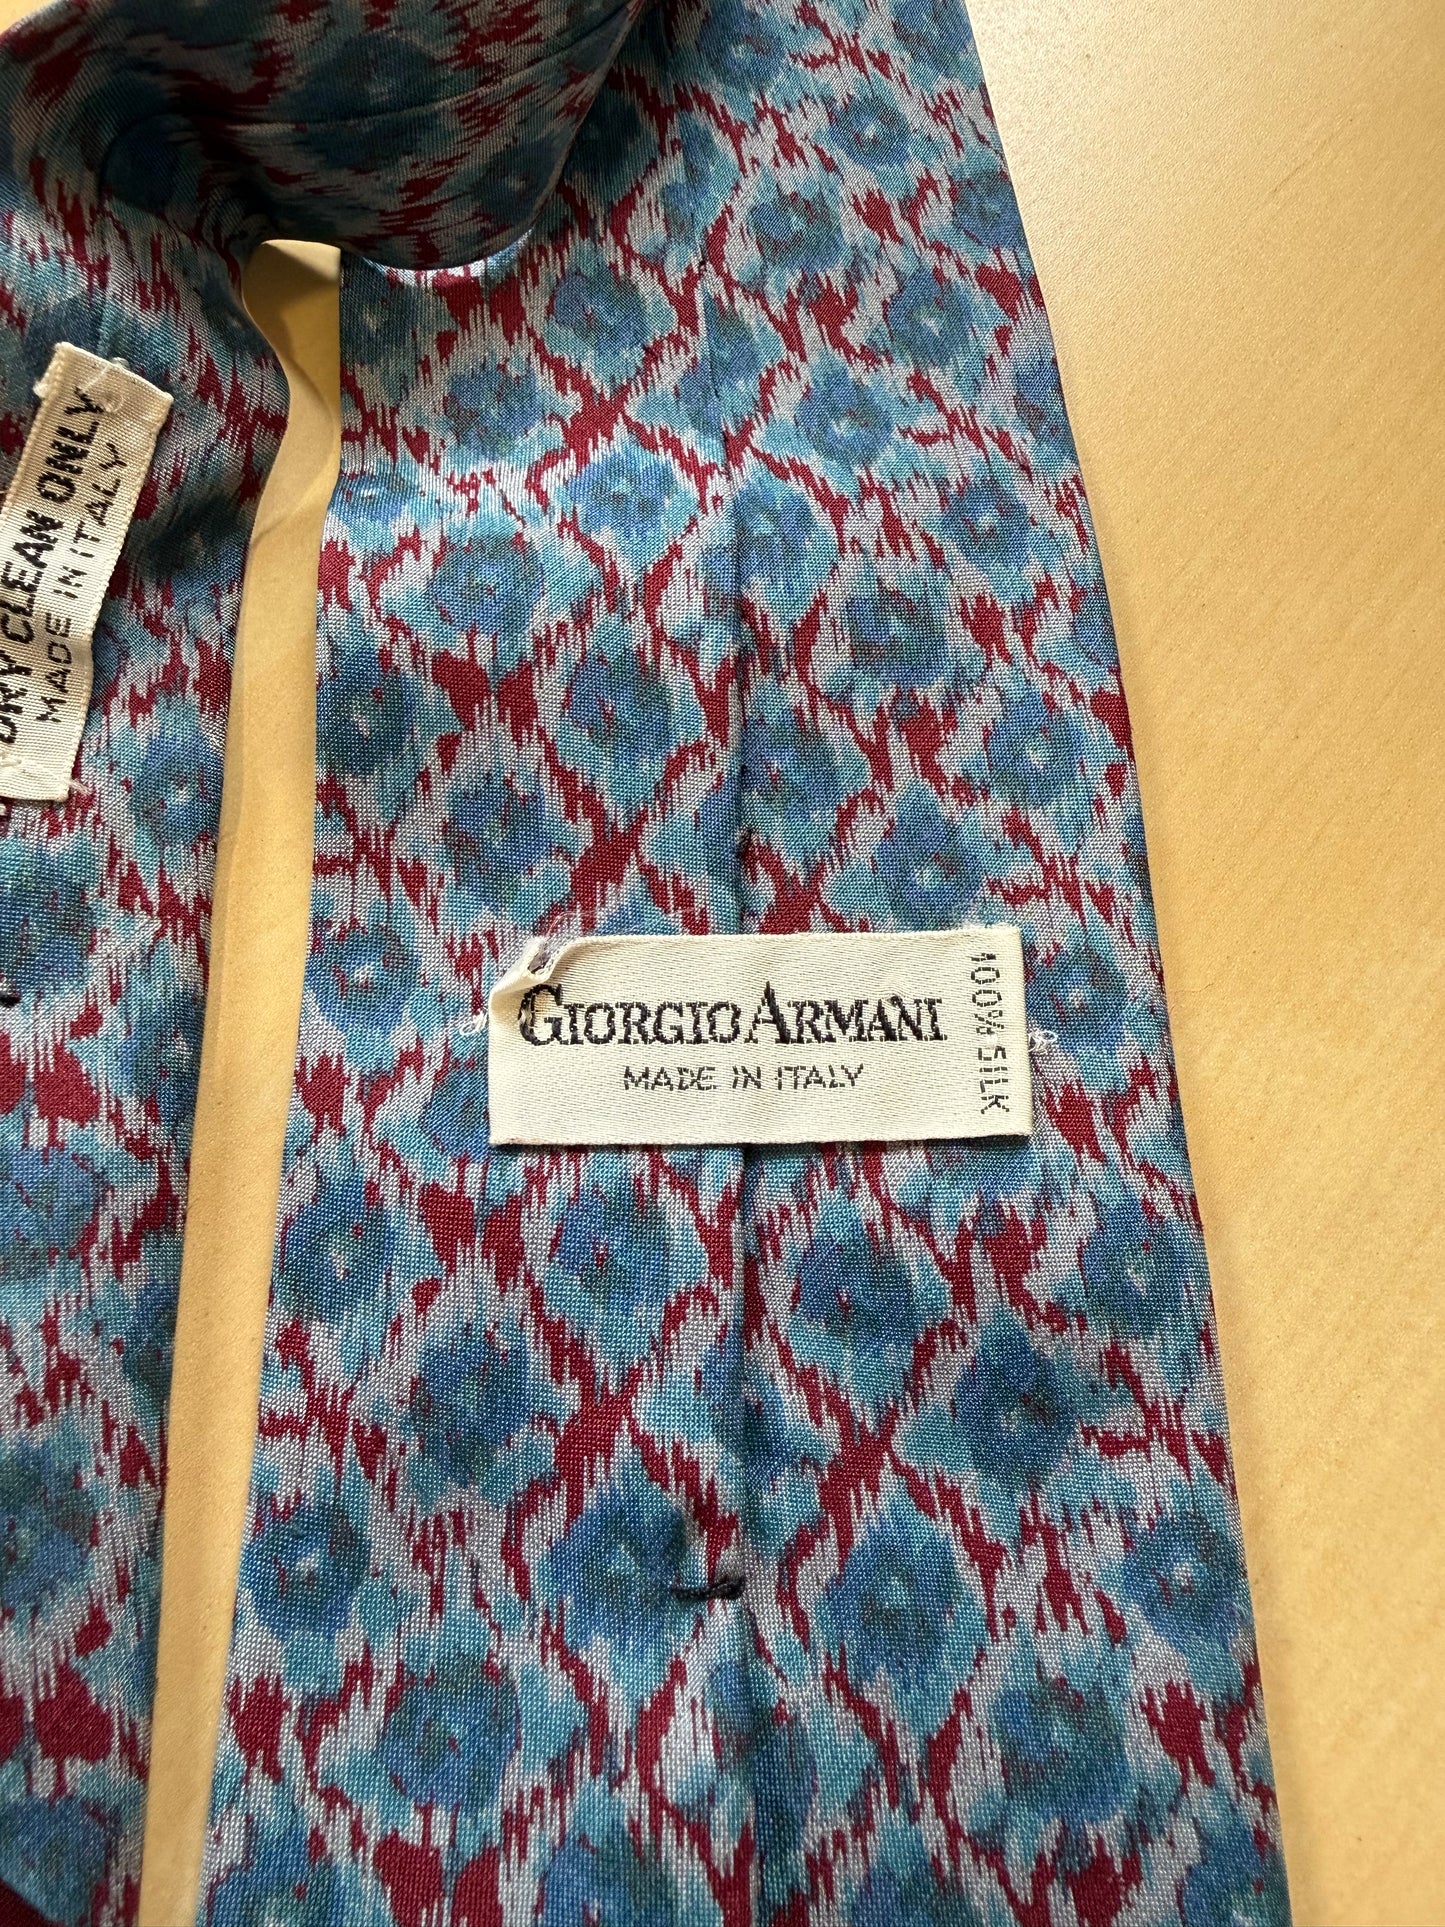 DRY CLEAN ONLY
MADE IN ITALY
GIORGIO ARMANI
MADE IN ITALY
100% SILK